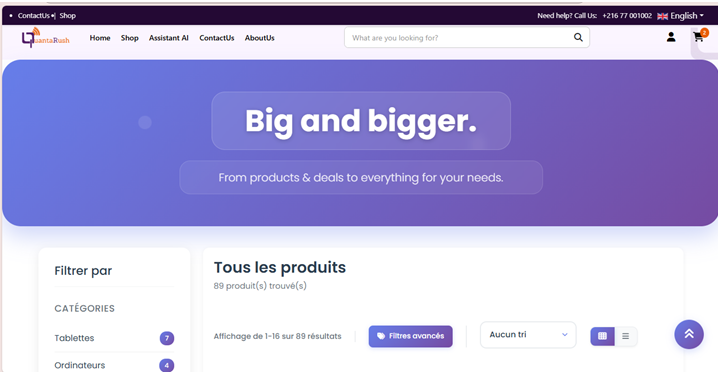 ContactUs Shop
Need help? Call Us: +216 77 001002 English
uantaRush Home Shop Assistant AI ContactUs AboutUs What are you looking for? 2
Big and bigger.
From products & deals to everything for your needs.
Filtrer par
CATÉGORIES
Tablettes 7
Ordinateurs 4
Tous les produits
89 produit(s) trouvé(s)
Affichage de 1–16 sur 89 résultats Filtres avancés Aucun tri